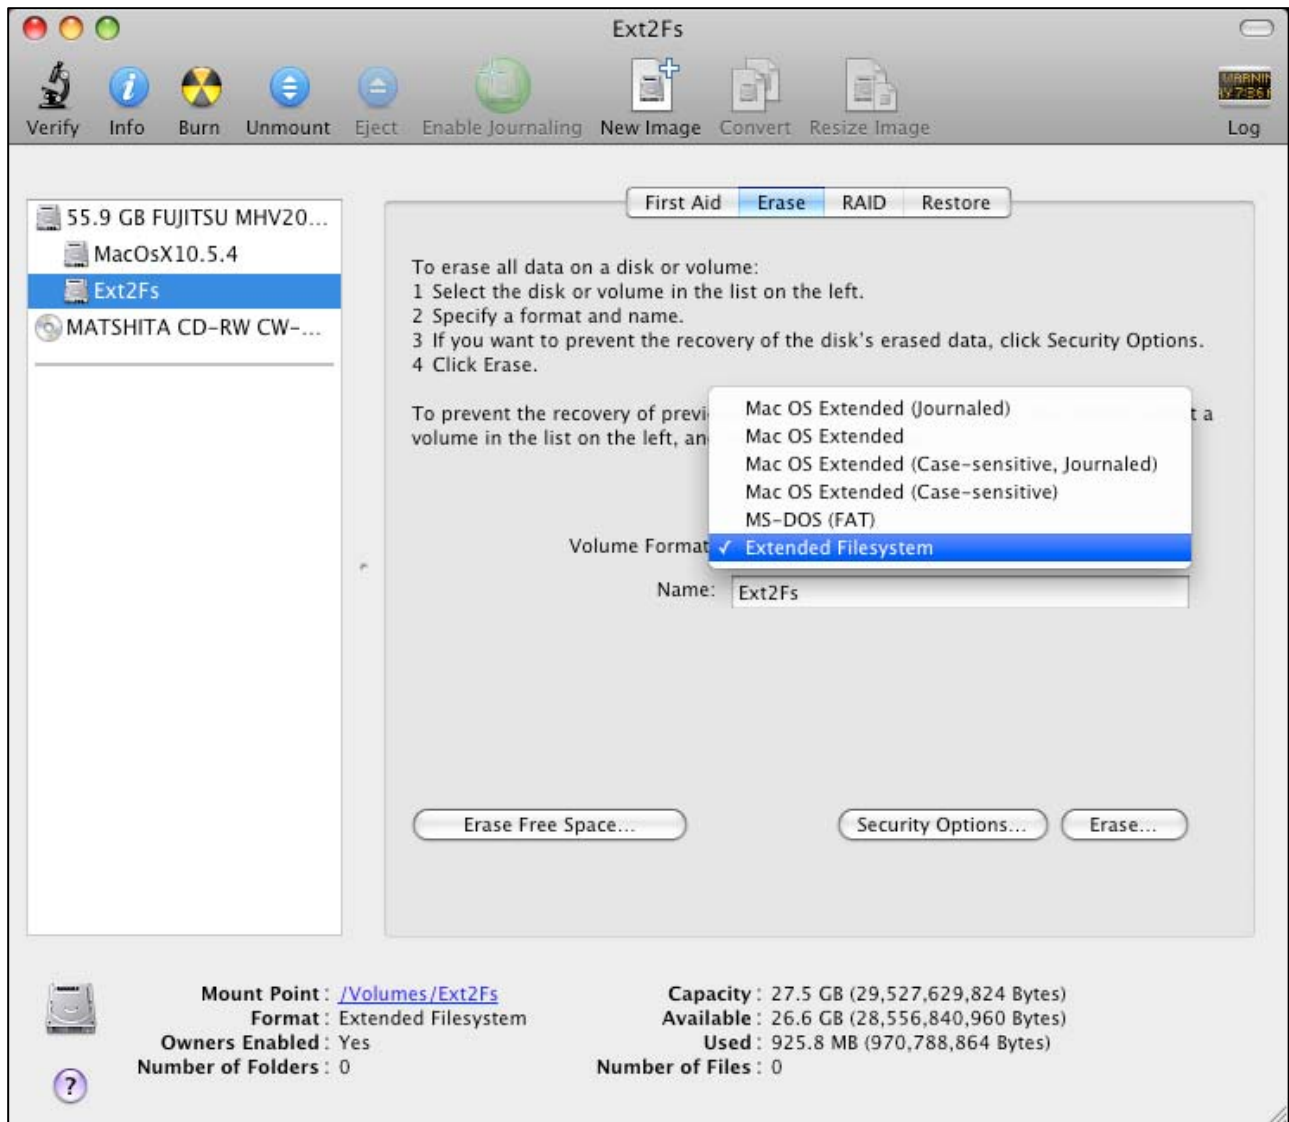 Ext2Fs
Verify Info Burn Unmount Eject Enable Journaling New Image Convert Resize Image Log
First Aid Erase RAID Restore
55.9 GB FUJITSU MHV20...
MacOsX10.5.4
Ext2Fs
MATSHITA CD-RW CW-...
To erase all data on a disk or volume:
1 Select the disk or volume in the list on the left.
2 Specify a format and name.
3 If you want to prevent the recovery of the disk's erased data, click Security Options.
4 Click Erase.
To prevent the recovery of previ t a
volume in the list on the left, an
Mac OS Extended (Journaled)
Mac OS Extended
Mac OS Extended (Case-sensitive, Journaled)
Mac OS Extended (Case-sensitive)
MS-DOS (FAT)
Volume Format ✓ Extended Filesystem
Name: Ext2Fs
Erase Free Space... Security Options... Erase...
Mount Point : /Volumes/Ext2Fs
Format : Extended Filesystem
Owners Enabled : Yes
Number of Folders : 0
Capacity : 27.5 GB (29,527,629,824 Bytes)
Available : 26.6 GB (28,556,840,960 Bytes)
Used : 925.8 MB (970,788,864 Bytes)
Number of Files : 0
?